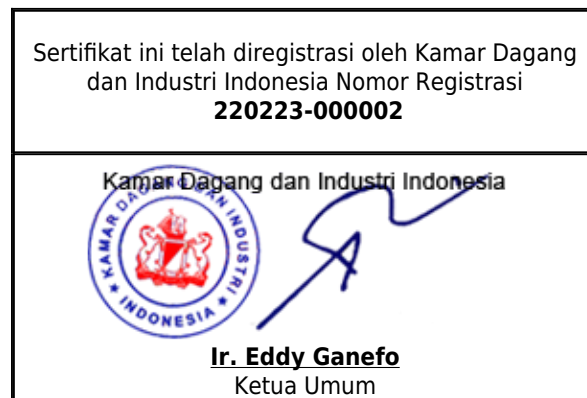 Sertifikat ini telah diregistrasi oleh Kamar Dagang
dan Industri Indonesia Nomor Registrasi
220223-000002
Kamar Dagang dan Industri Indonesia
KAMAR DAGANG DAN INDUSTRI
INDONESIA
Ir. Eddy Ganefo
Ketua Umum